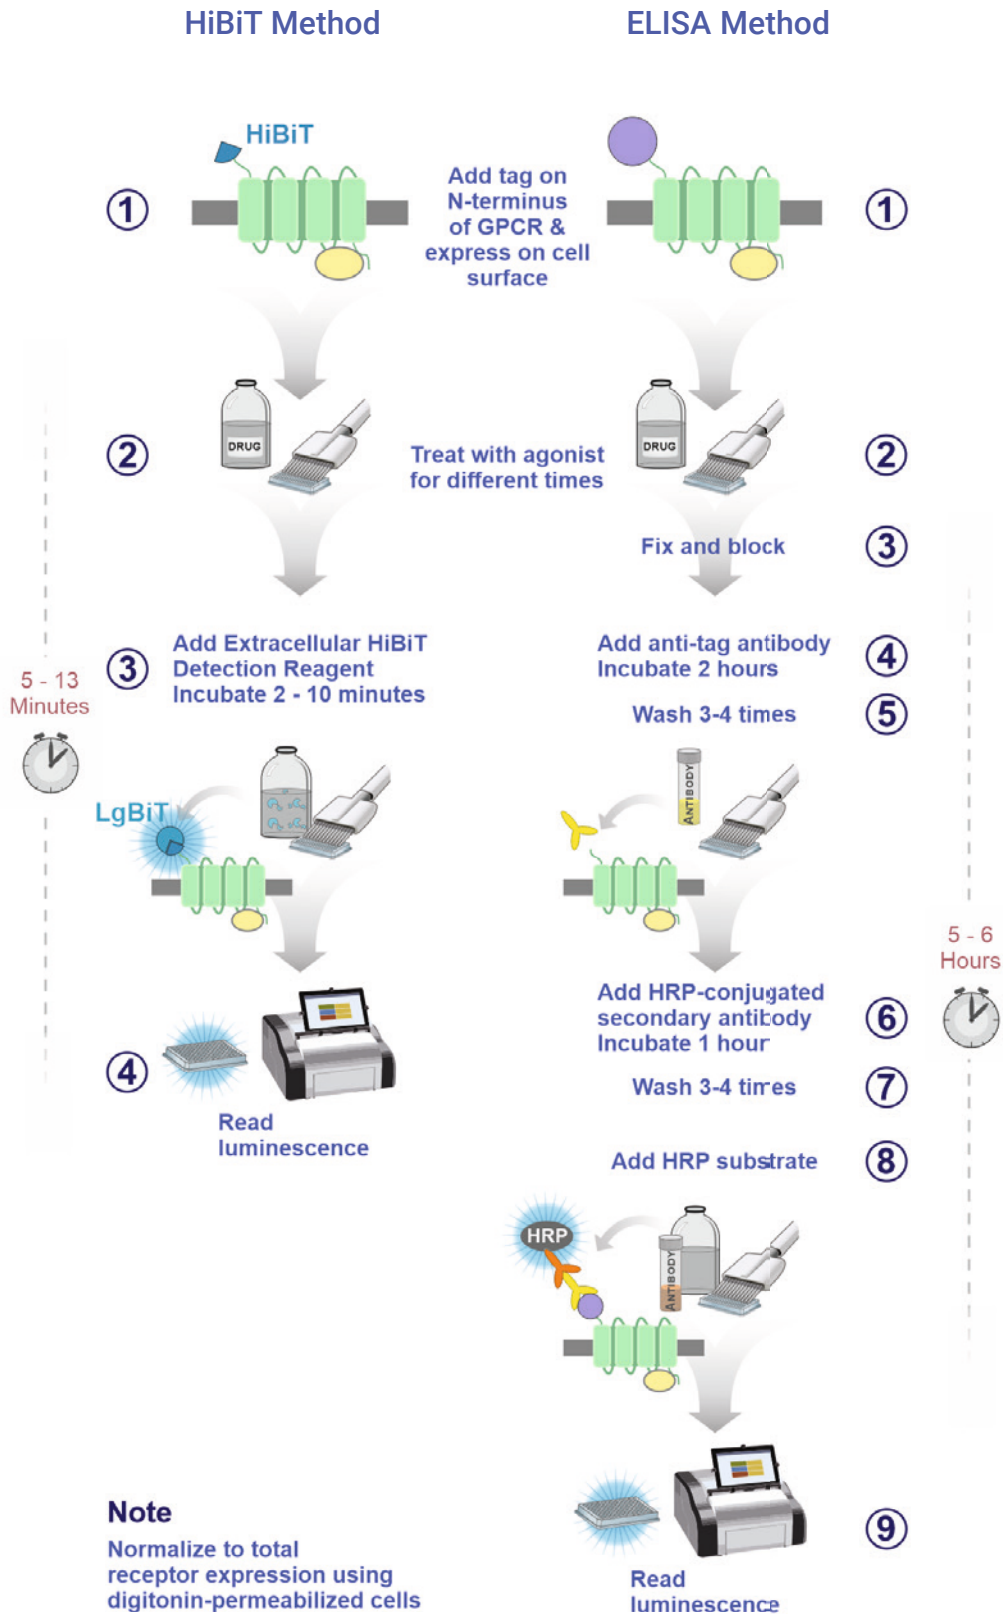 HiBiT Method
ELISA Method
HiBiT
1
Add tag on
N-terminus
of GPCR &
express on cell
surface
1
DRUG
2
Treat with agonist
for different times
DRUG
2
Fix and block
3
5 - 13
Minutes
3
Add Extracellular HiBiT
Detection Reagent
Incubate 2 - 10 minutes
Add anti-tag antibody
Incubate 2 hours
4
Wash 3-4 times
5
LgBiT
ANTIBODY
5 - 6
Hours
Add HRP-conjugated
secondary antibody
Incubate 1 hour
6
4
Read
luminescence
Wash 3-4 times
7
Add HRP substrate
8
HRP
ANTIBODY
Note
Normalize to total
receptor expression using
digitonin-permeabilized cells
9
Read
luminescence